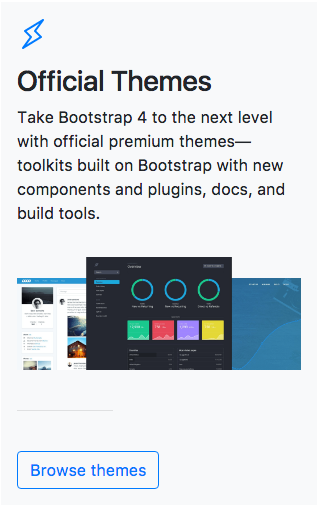 Official Themes
Take Bootstrap 4 to the next level
with official premium themes—
toolkits built on Bootstrap with new
components and plugins, docs, and
build tools.
Overview
Browse themes